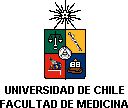 UNIVERSIDAD DE CHILE
FACULTAD DE MEDICINA